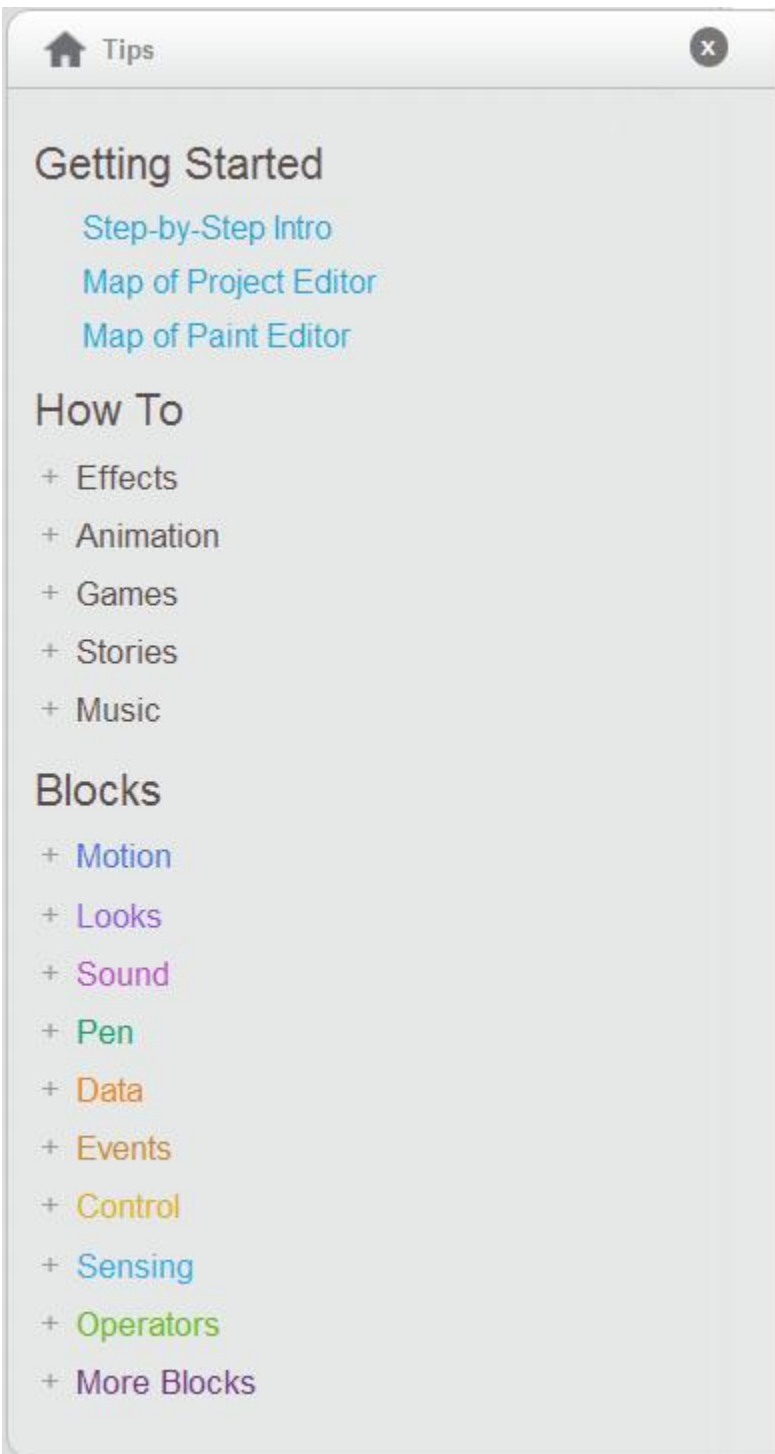 Tips
x
Getting Started
Step-by-Step Intro
Map of Project Editor
Map of Paint Editor
How To
+ Effects
+ Animation
+ Games
+ Stories
+ Music
Blocks
+ Motion
+ Looks
+ Sound
+ Pen
+ Data
+ Events
+ Control
+ Sensing
+ Operators
+ More Blocks